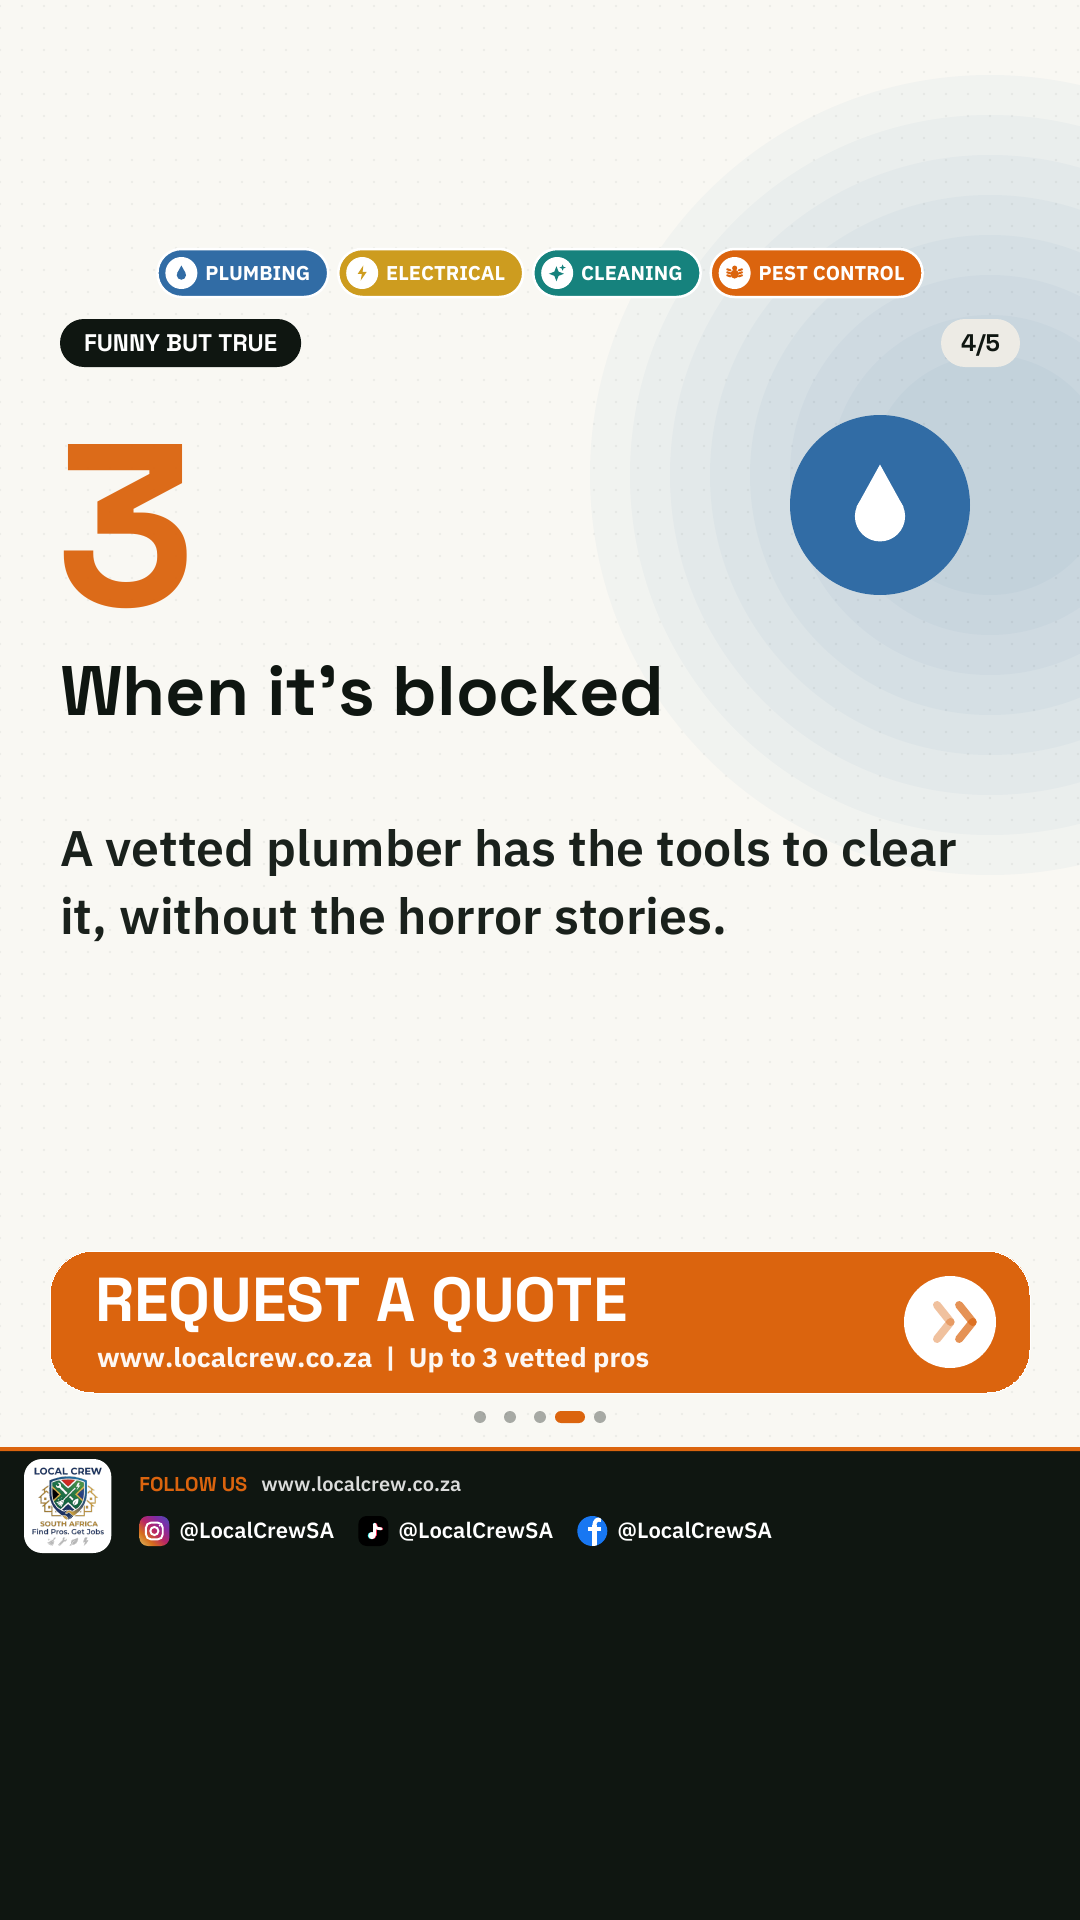 PLUMBING ELECTRICAL CLEANING PEST CONTROL
FUNNY BUT TRUE 4/5
3
When it's blocked
A vetted plumber has the tools to clear
it, without the horror stories.
REQUEST A QUOTE
www.localcrew.co.za | Up to 3 vetted pros
LOCAL CREW
SOUTH AFRICA
Find Pros. Get Jobs
FOLLOW US www.localcrew.co.za
@LocalCrewSA @LocalCrewSA @LocalCrewSA